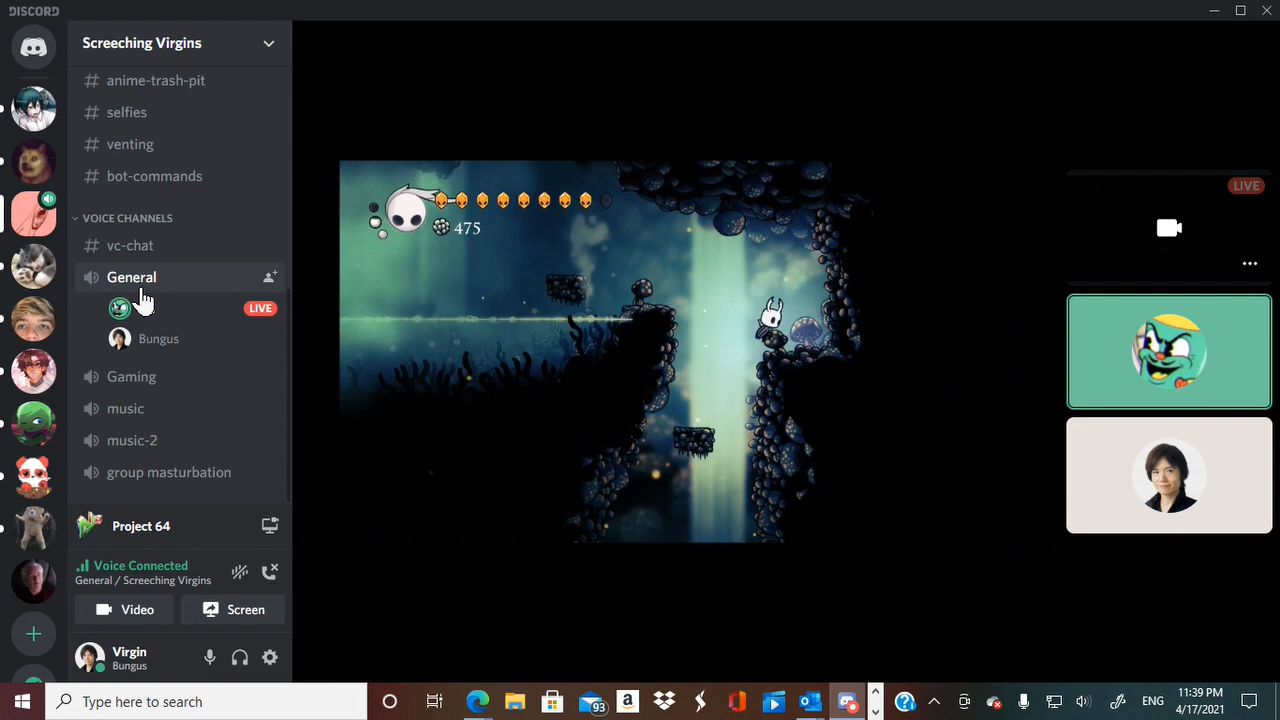 DISCORD
Screeching Virgins
# anime-trash-pit
# selfies
# venting
# bot-commands
VOICE CHANNELS
# vc-chat
General
LIVE
Bungus
Gaming
music
music-2
group masturbation
Project 64
Voice Connected
General / Screeching Virgins
Video
Screen
Virgin
Bungus
475
LIVE
Type here to search
93
a
ENG
11:39 PM
4/17/2021